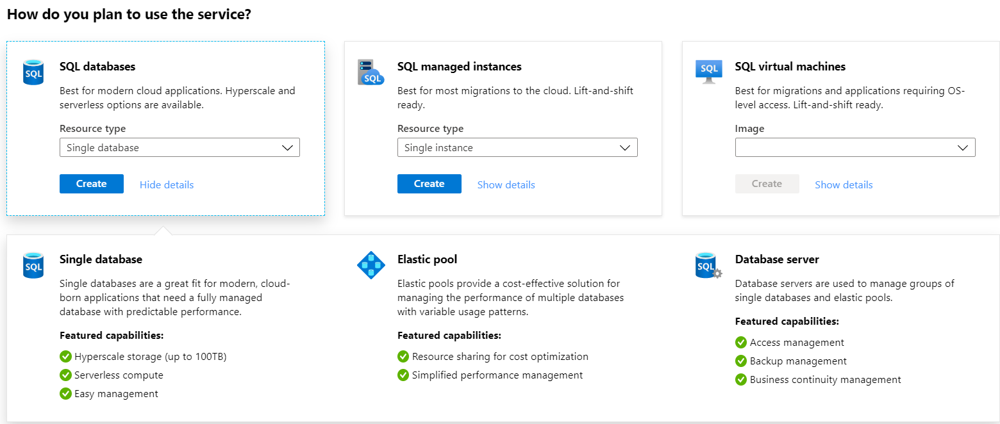 How do you plan to use the service?
SQL
SQL databases
Best for modern cloud applications. Hyperscale and
serverless options are available.
Resource type
Single database
Create
Hide details
SQL
SQL managed instances
Best for most migrations to the cloud. Lift-and-shift
ready.
Resource type
Single instance
Create
Show details
SQL
SQL virtual machines
Best for migrations and applications requiring OS-
level access. Lift-and-shift ready.
Image
Create
Show details
SQL
Single database
Single databases are a great fit for modern, cloud-
born applications that need a fully managed
database with predictable performance.
Featured capabilities:
Hyperscale storage (up to 100TB)
Serverless compute
Easy management
Elastic pool
Elastic pools provide a cost-effective solution for
managing the performance of multiple databases
with variable usage patterns.
Featured capabilities:
Resource sharing for cost optimization
Simplified performance management
SQL
Database server
Database servers are used to manage groups of
single databases and elastic pools.
Featured capabilities:
Access management
Backup management
Business continuity management